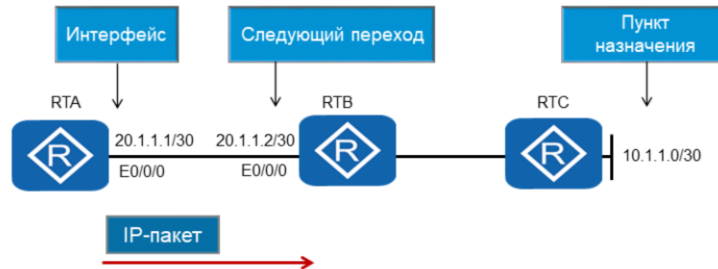 Интерфейс
Следующий переход
Пункт
назначения
RTA
RTB
RTC
R
20.1.1.1/30
20.1.1.2/30
R
R
10.1.1.0/30
E0/0/0
E0/0/0
IP-пакет